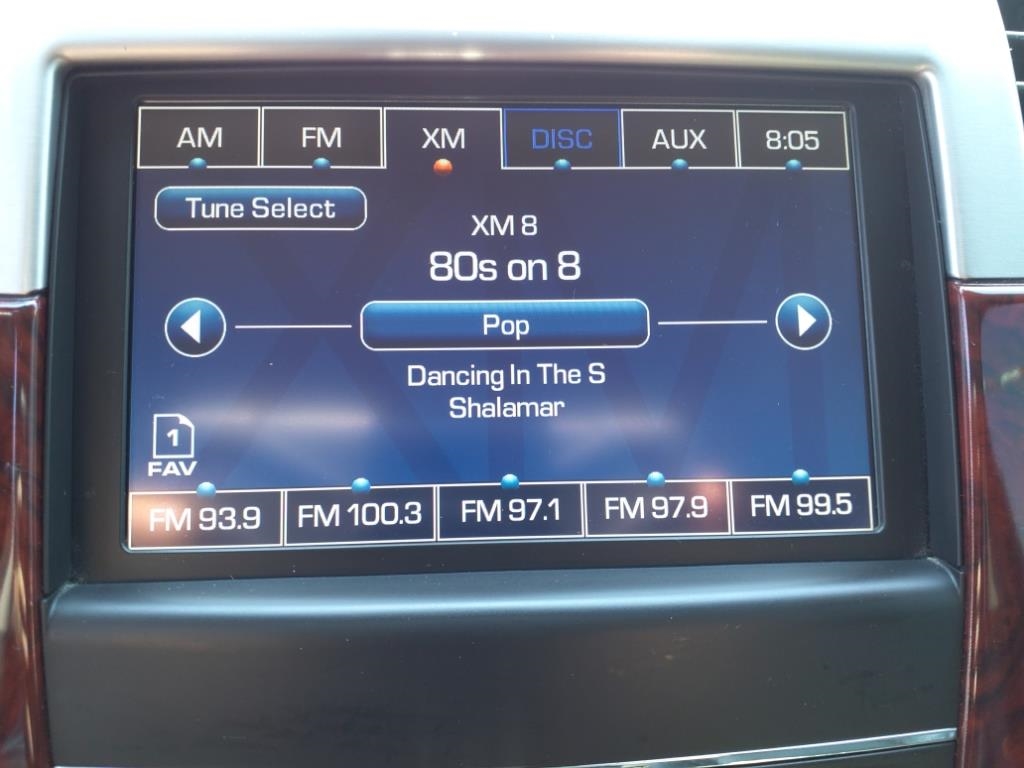 AM FM XM DISC AUX 8:05
Tune Select
XM 8
80s on 8
Pop
Dancing In The S
Shalamar
1
FAV
FM 93.9 FM 100.3 FM 97.1 FM 97.9 FM 99.5